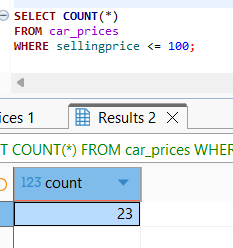 SELECT COUNT(*)
FROM car_prices
WHERE sellingprice <= 100;
ices 1
Results 2
T COUNT(*) FROM car_prices WHER
123 count
23